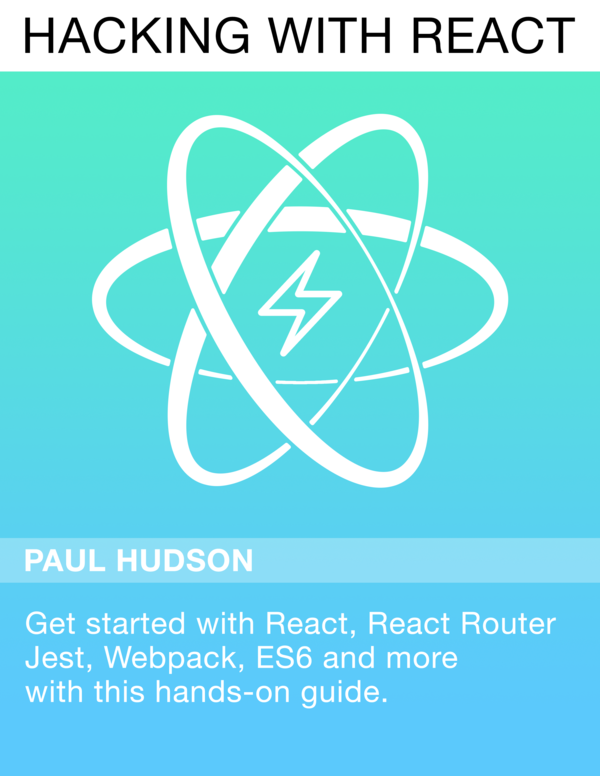 HACKING WITH REACT
PAUL HUDSON
Get started with React, React Router
Jest, Webpack, ES6 and more
with this hands-on guide.